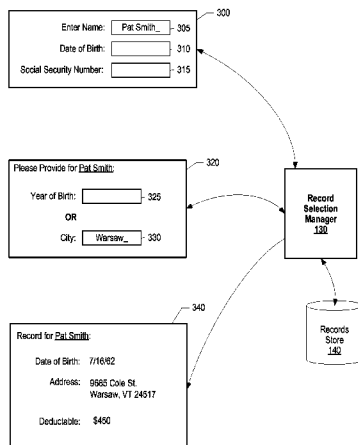 300
Enter Name: Pat Smith_ 305
Date of Birth: 310
Social Security Number: 315
320
Please Provide for Pat Smith:
Year of Birth: 325
OR
City: Warsaw_ 330
Record
Selection
Manager
130
340
Record for Pat Smith:
Date of Birth: 7/16/62
Address: 9665 Cole St.
Warsaw, VT 24517
Deductable: $450
Records
Store
140